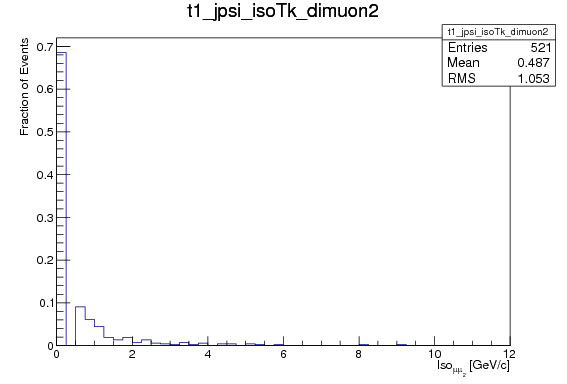 t1_jpsi_isoTk_dimuon2
t1_jpsi_isoTk_dimuon2
Entries 521
Mean 0.487
RMS 1.053
Fraction of Events
0.7
0.6
0.5
0.4
0.3
0.2
0.1
0
0 2 4 6 8 10 12
Iso_μμ_2 [GeV/c]